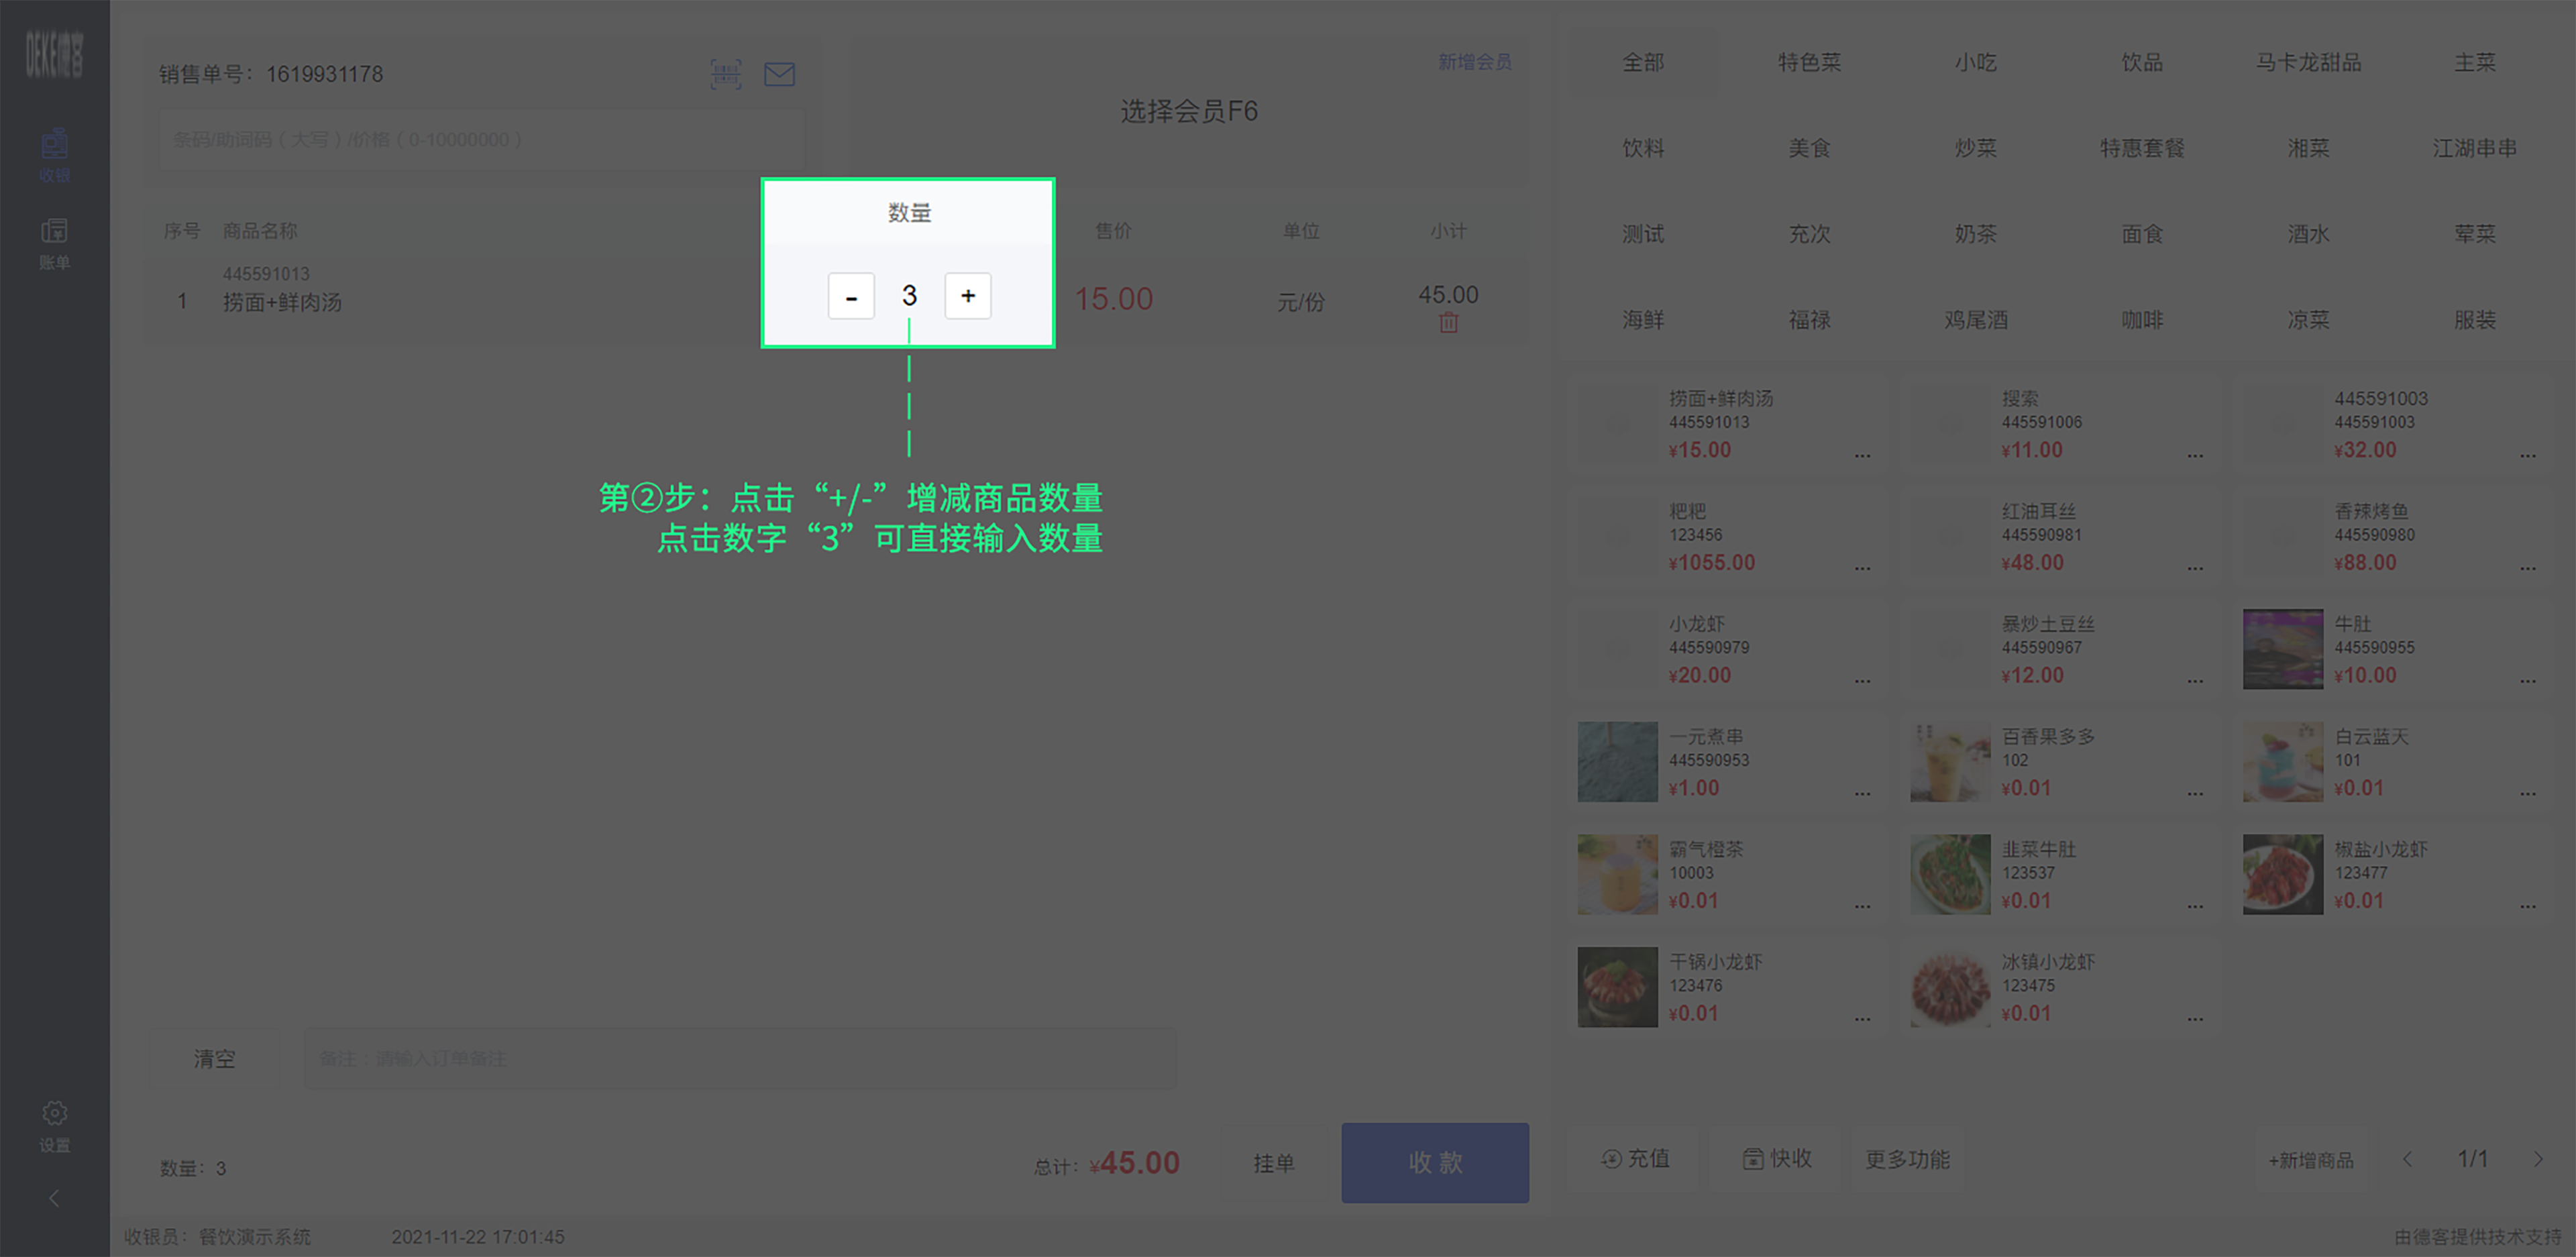 DEKE德客
收银
账单
设置
销售单号：1619931178
条码/助词码（大写）/价格（0-10000000）
新增会员
选择会员F6
序号 商品名称 数量 售价 单位 小计
445591013
1 捞面+鲜肉汤 - 3 + 15.00 元/份 45.00
第②步：点击“+/-”增减商品数量
点击数字“3”可直接输入数量
清空 备注：请输入订单备注
数量：3 总计：¥45.00 挂单 收款
收银员：餐饮演示系统 2021-11-22 17:01:45
全部 特色菜 小吃 饮品 马卡龙甜品 主菜
饮料 美食 炒菜 特惠套餐 湘菜 江湖串串
测试 充次 奶茶 面食 酒水 荤菜
海鲜 福禄 鸡尾酒 咖啡 凉菜 服装
捞面+鲜肉汤
445591013
¥15.00 ...
搜索
445591006
¥11.00 ...
445591003
445591003
¥32.00 ...
粑粑
123456
¥1055.00 ...
红油耳丝
445590981
¥48.00 ...
香辣烤鱼
445590980
¥88.00 ...
小龙虾
445590979
¥20.00 ...
暴炒土豆丝
445590967
¥12.00 ...
牛肚
445590955
¥10.00 ...
一元煮串
445590953
¥1.00 ...
百香果多多
102
¥0.01 ...
白云蓝天
101
¥0.01 ...
霸气橙茶
10003
¥0.01 ...
韭菜牛肚
123537
¥0.01 ...
椒盐小龙虾
123477
¥0.01 ...
干锅小龙虾
123476
¥0.01 ...
冰镇小龙虾
123475
¥0.01 ...
充值 快收 更多功能 +新增商品 < 1/1 >
由德客提供技术支持